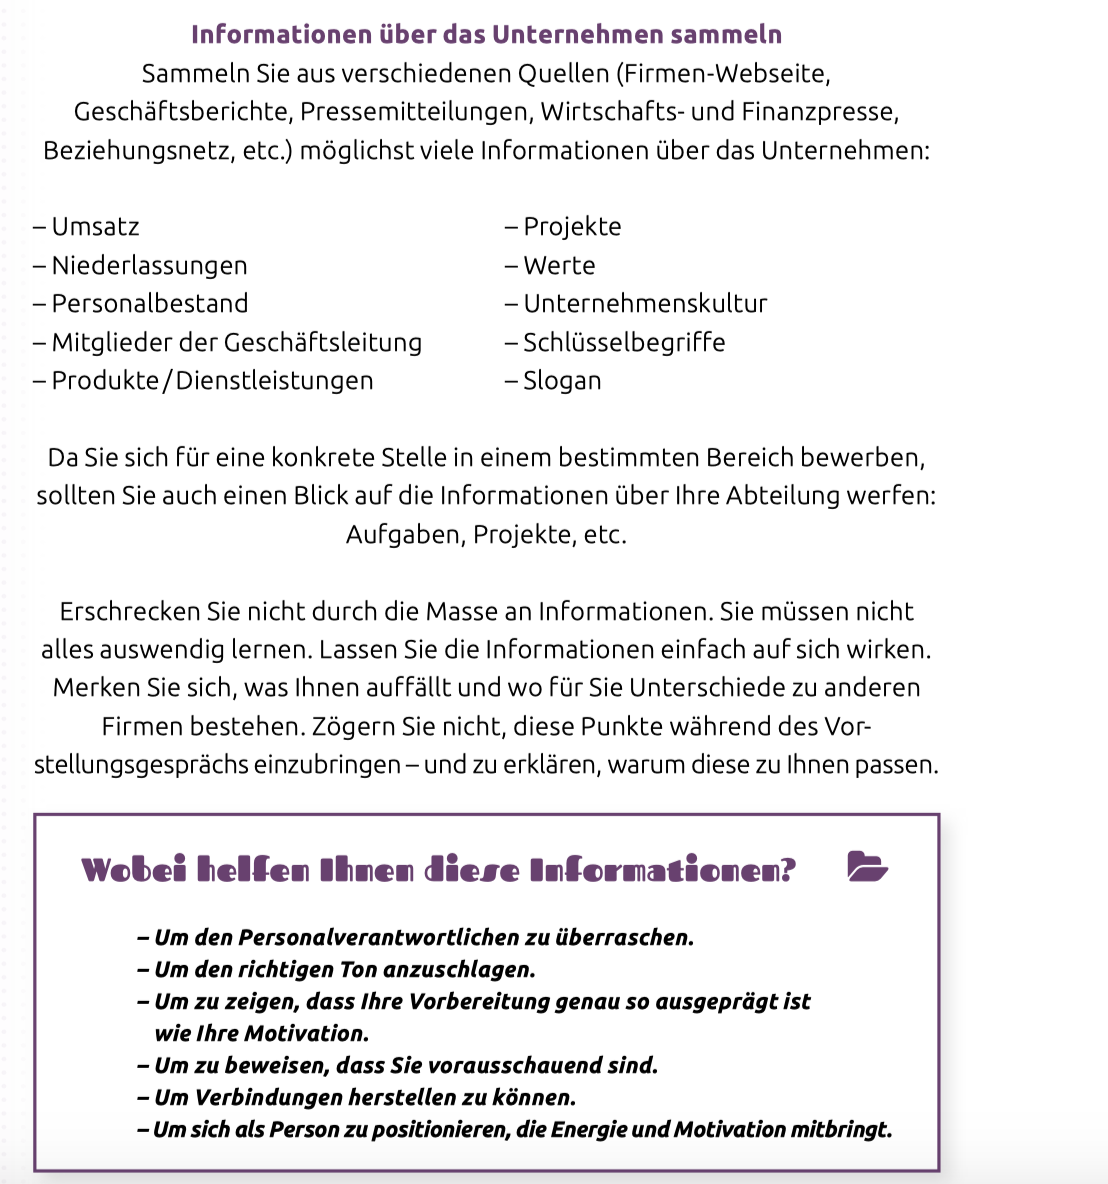 Informationen über das Unternehmen sammeln
Sammeln Sie aus verschiedenen Quellen (Firmen-Webseite,
Geschäftsberichte, Pressemitteilungen, Wirtschafts- und Finanzpresse,
Beziehungsnetz, etc.) möglichst viele Informationen über das Unternehmen:
– Umsatz
– Niederlassungen
– Personalbestand
– Mitglieder der Geschäftsleitung
– Produkte/Dienstleistungen
– Projekte
– Werte
– Unternehmenskultur
– Schlüsselbegriffe
– Slogan
Da Sie sich für eine konkrete Stelle in einem bestimmten Bereich bewerben,
sollten Sie auch einen Blick auf die Informationen über Ihre Abteilung werfen:
Aufgaben, Projekte, etc.
Erschrecken Sie nicht durch die Masse an Informationen. Sie müssen nicht
alles auswendig lernen. Lassen Sie die Informationen einfach auf sich wirken.
Merken Sie sich, was Ihnen auffällt und wo für Sie Unterschiede zu anderen
Firmen bestehen. Zögern Sie nicht, diese Punkte während des Vor-
stellungsgesprächs einzubringen – und zu erklären, warum diese zu Ihnen passen.
Wobei helfen Ihnen diese Informationen?
– Um den Personalverantwortlichen zu überraschen.
– Um den richtigen Ton anzuschlagen.
– Um zu zeigen, dass Ihre Vorbereitung genau so ausgeprägt ist
wie Ihre Motivation.
– Um zu beweisen, dass Sie vorausschauend sind.
– Um Verbindungen herstellen zu können.
– Um sich als Person zu positionieren, die Energie und Motivation mitbringt.